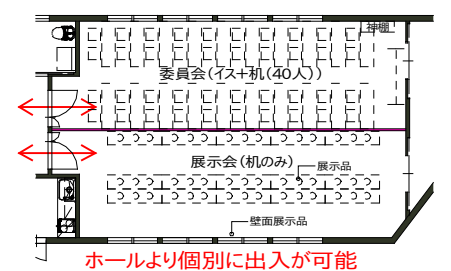 神棚
委員会(イス+机(40人))
展示会(机のみ)
展示品
壁面展示品
ホールより個別に出入が可能